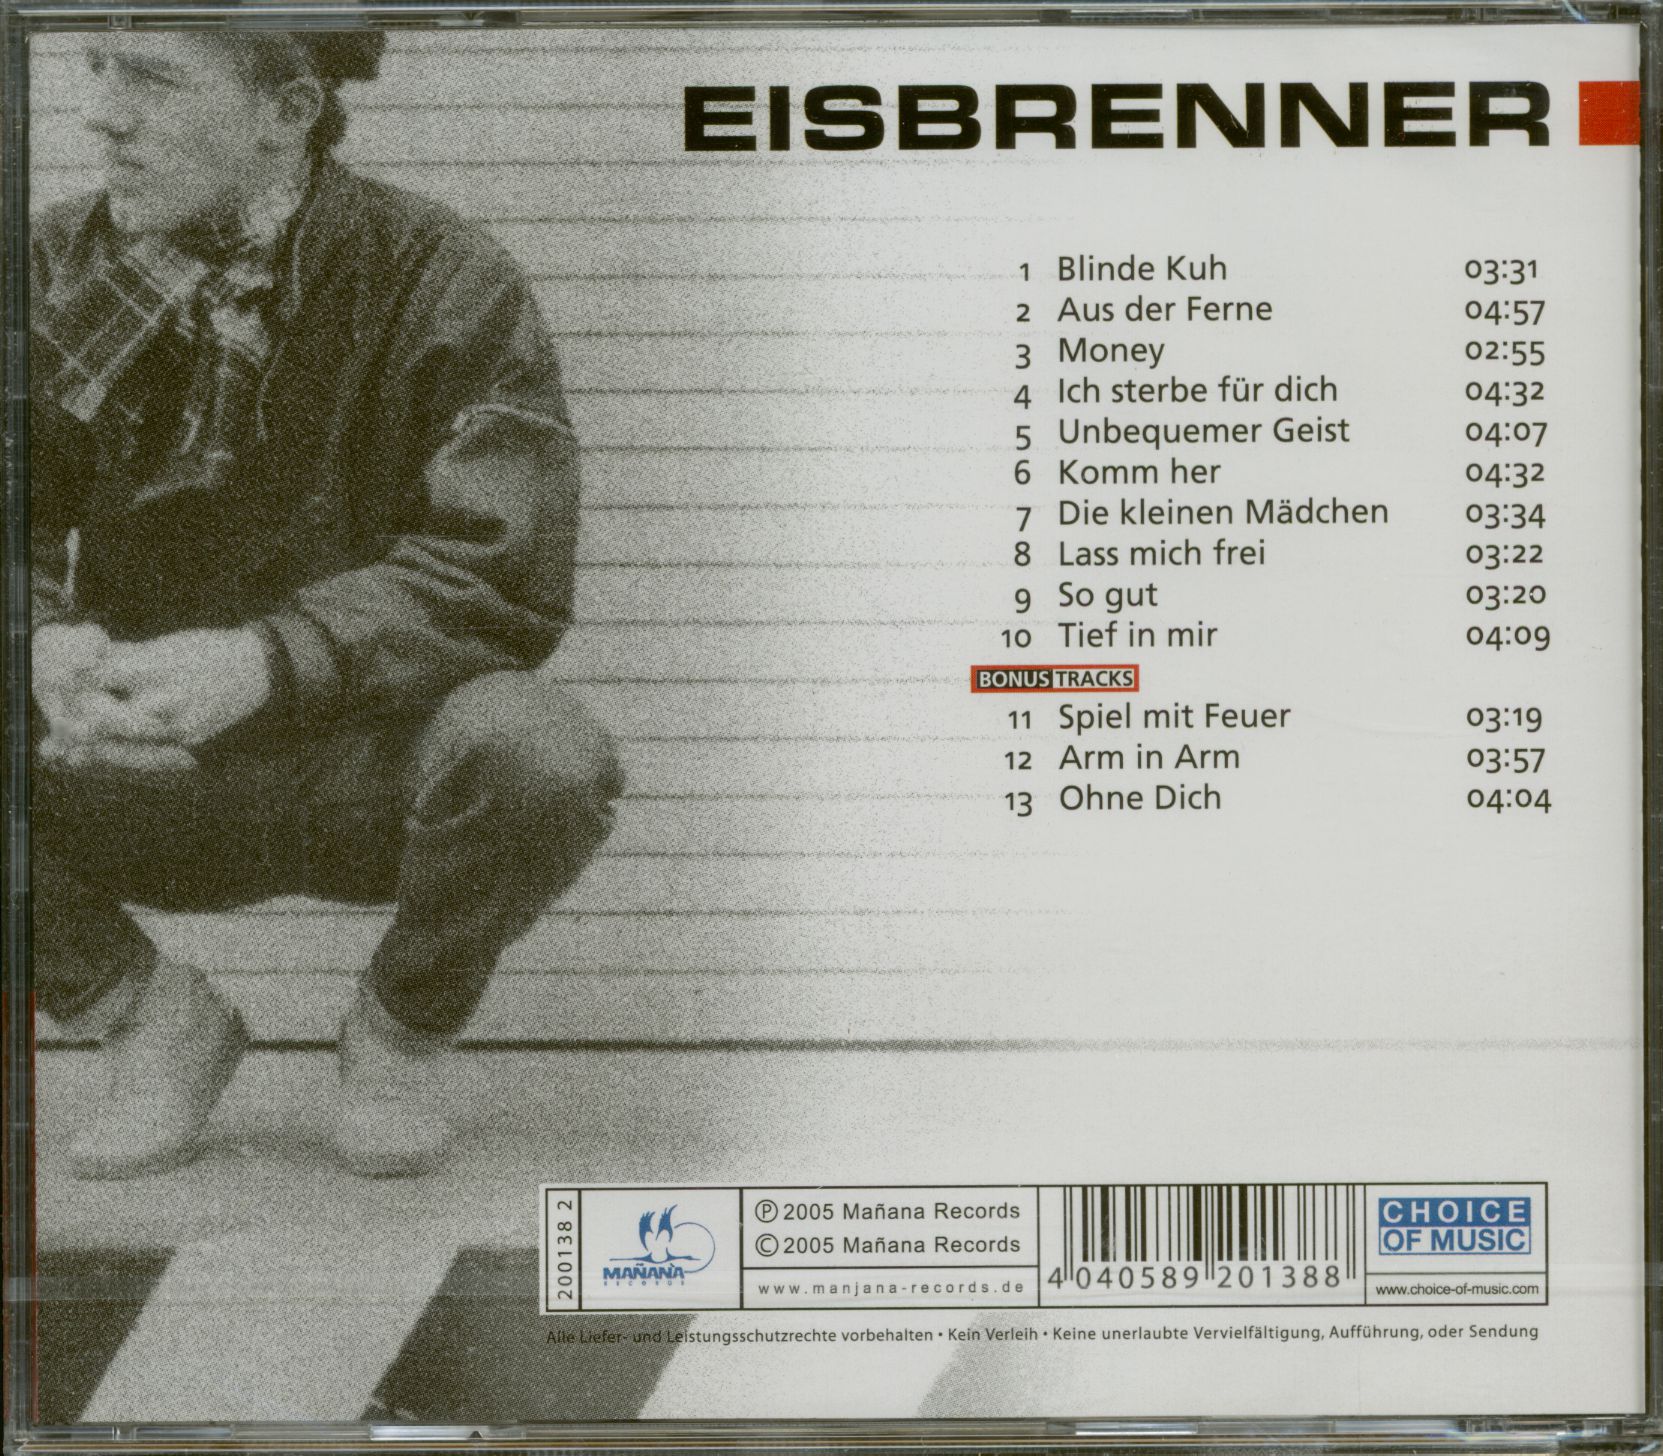 EISBRENNER
1 Blinde Kuh 03:31
2 Aus der Ferne 04:57
3 Money 02:55
4 Ich sterbe für dich 04:32
5 Unbequemer Geist 04:07
6 Komm her 04:32
7 Die kleinen Mädchen 03:34
8 Lass mich frei 03:22
9 So gut 03:20
10 Tief in mir 04:09
BONUS TRACKS
11 Spiel mit Feuer 03:19
12 Arm in Arm 03:57
13 Ohne Dich 04:04
200138 2
MAÑANA
RECORDS
Ⓟ 2005 Mañana Records
© 2005 Mañana Records
www.manjana-records.de
4 040589 201388
CHOICE
OF MUSIC
www.choice-of-music.com
Alle Liefer- und Leistungsschutzrechte vorbehalten • Kein Verleih • Keine unerlaubte Vervielfältigung, Aufführung, oder Sendung